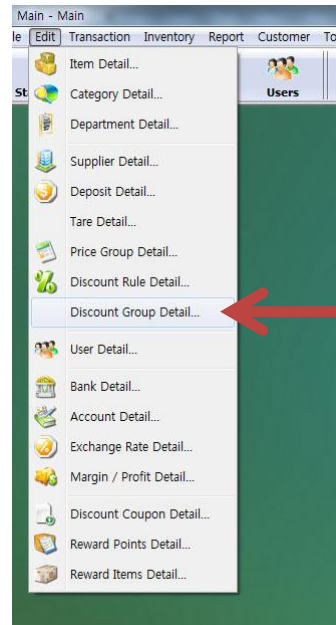 Main - Main
le Edit Transaction Inventory Report Customer To
St
Users
Item Detail...
Category Detail...
Department Detail...
Supplier Detail...
Deposit Detail...
Tare Detail...
Price Group Detail...
Discount Rule Detail...
Discount Group Detail...
User Detail...
Bank Detail...
Account Detail...
Exchange Rate Detail...
Margin / Profit Detail...
Discount Coupon Detail...
Reward Points Detail...
Reward Items Detail...